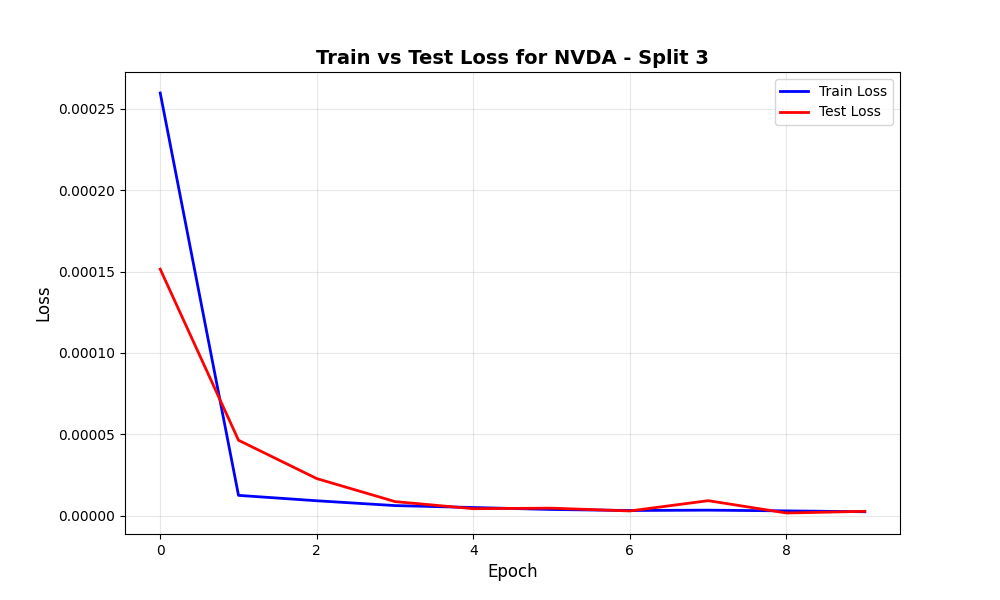 Train vs Test Loss for NVDA - Split 3
Train Loss
Test Loss
0.00025
0.00020
0.00015
0.00010
0.00005
0.00000
Loss
0 2 4 6 8
Epoch